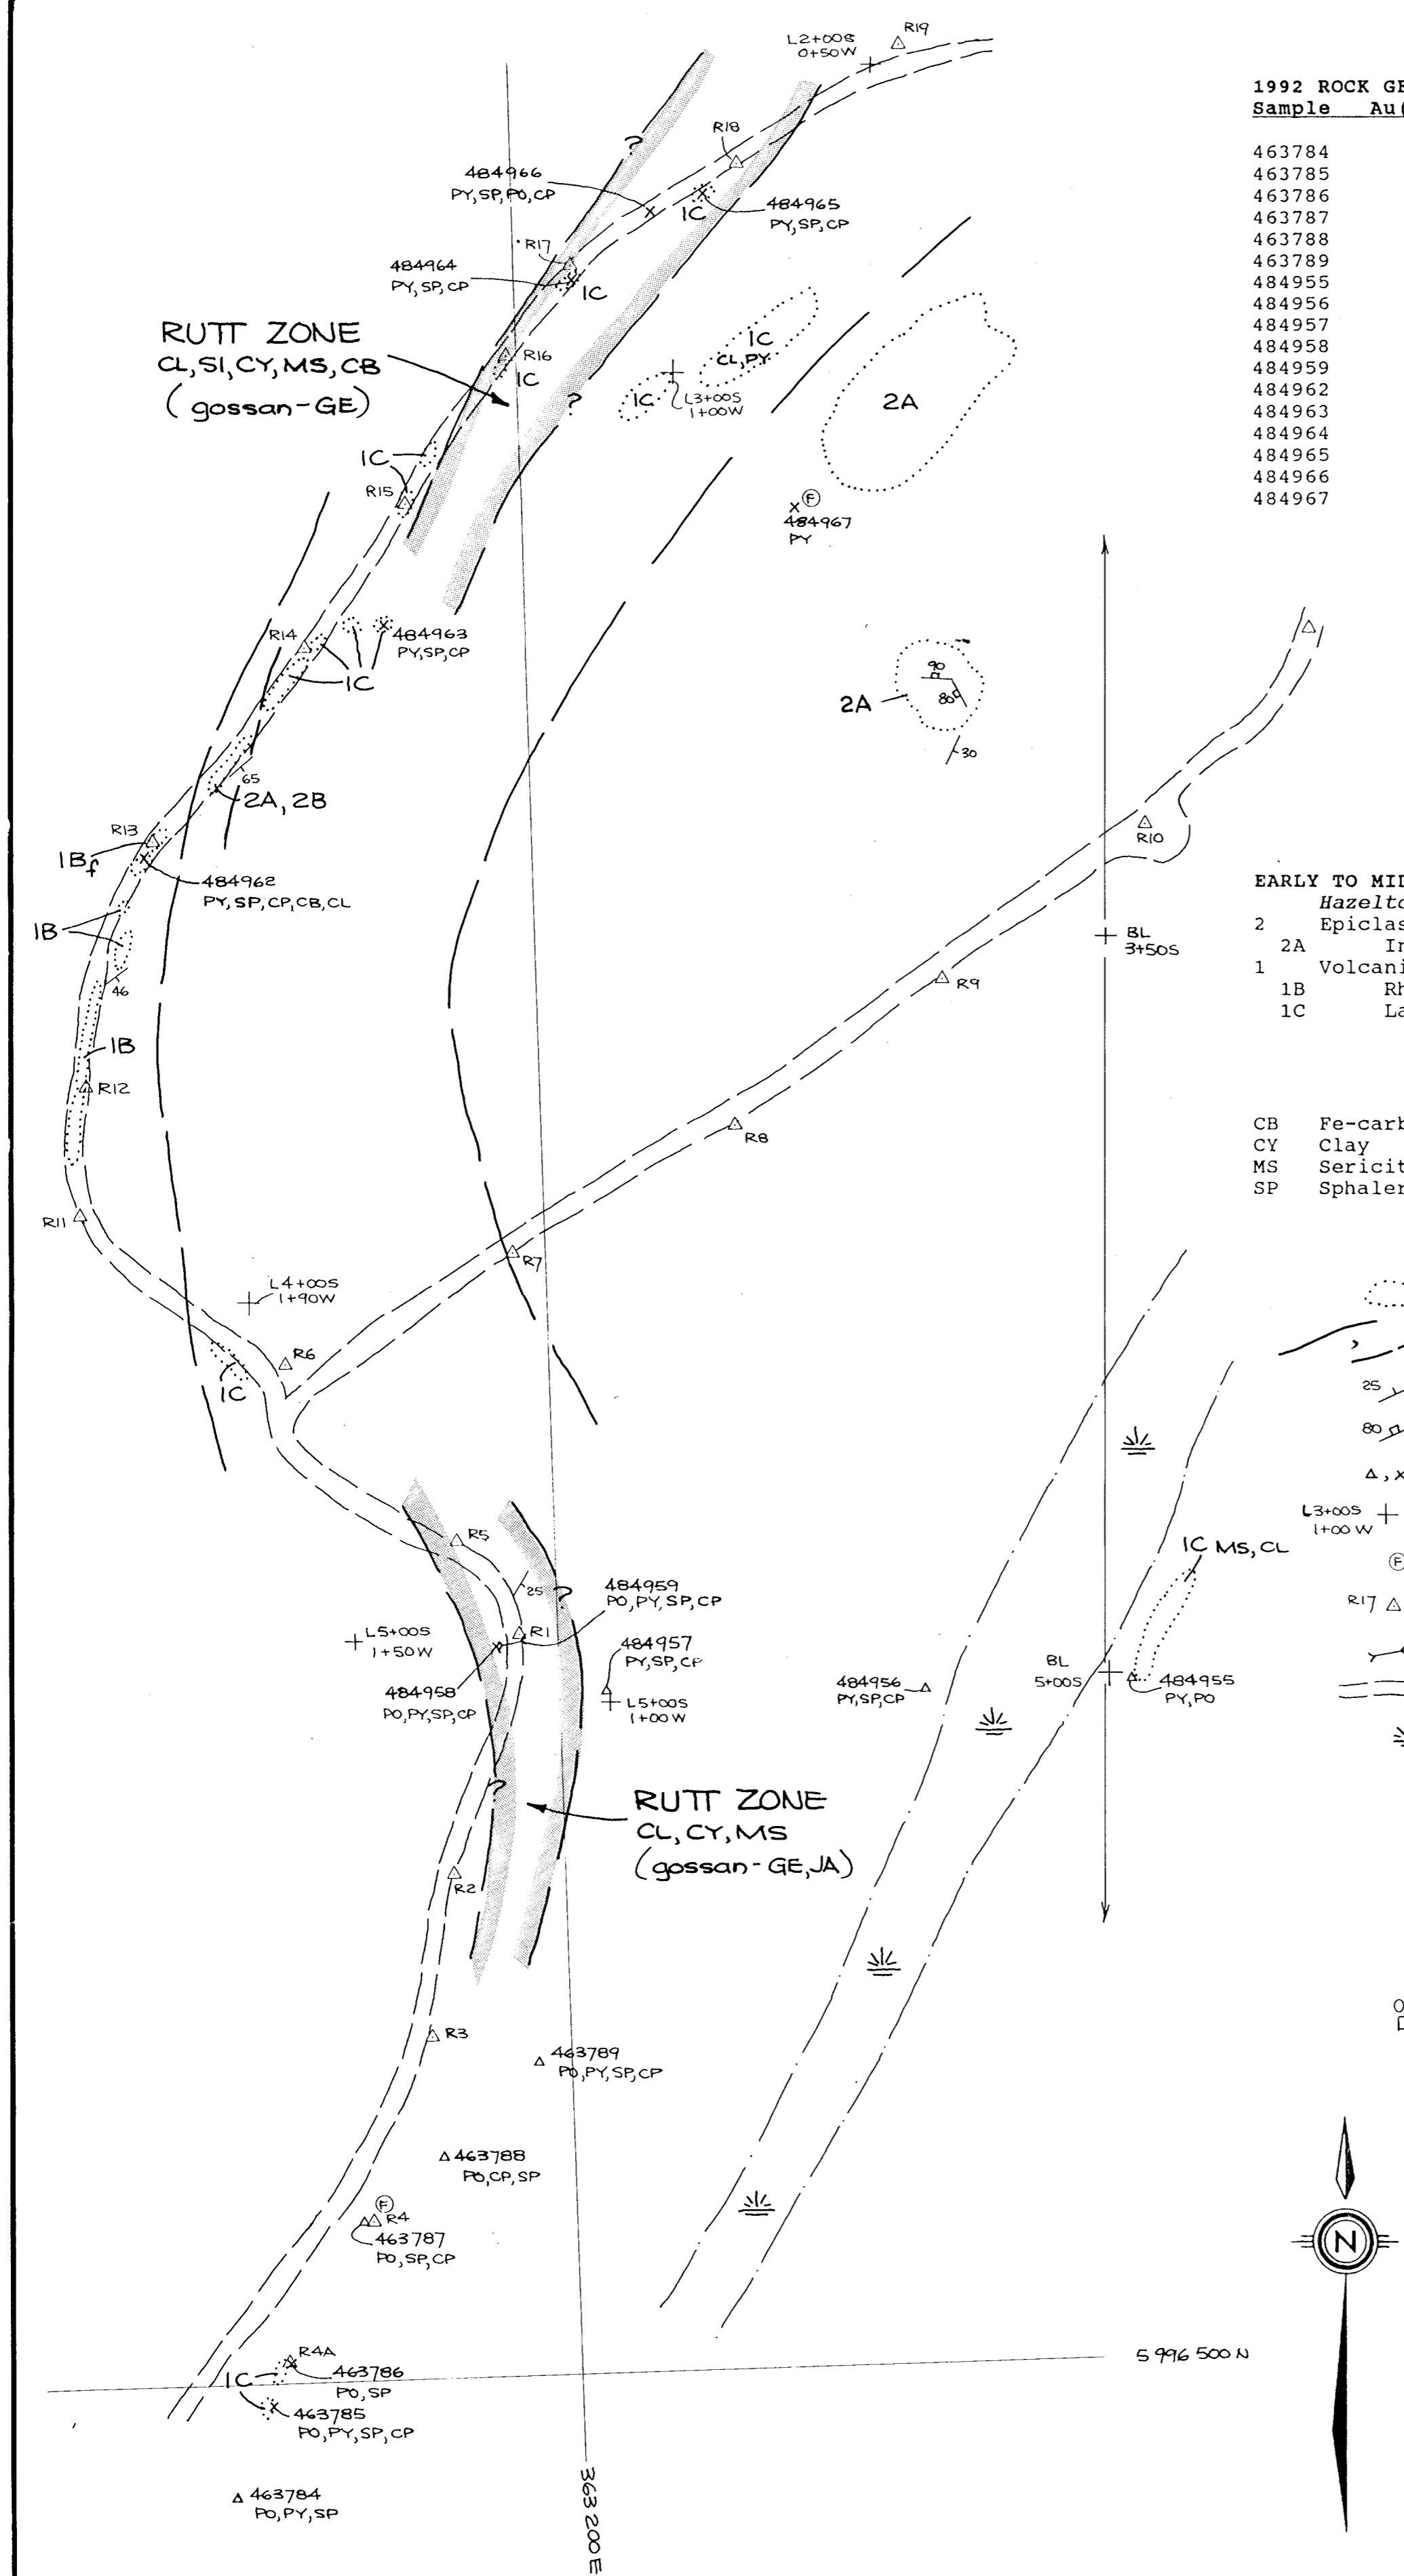 L2+00S
0+50W
R19
R18
484966
PY,SP,PO,CP
1C
484965
PY,SP,CP
?
R17
484964
PY,SP,CP
1C
RUTT ZONE
CL,SI,CY,MS,CB
(gossan-GE)
R16
1C
?
1C
CL,PY
1C
L3+00S
1+00W
2A
1C
R15
F
484967
PY
R14
484963
PY,SP,CP
1C
90
80
2A
30
65
2A, 2B
R13
1Bf
484962
PY,SP,CP,CB,CL
R10
1B
BL
3+50S
46
R9
1B
R12
R8
R11
R7
L4+00S
1+90W
R6
1C
R5
25
?
484959
PO,PY,SP,CP
R1
L5+00S
1+50W
484957
PY,SP,CP
484958
PO,PY,SP,CP
L5+00S
1+00W
484956
PY,SP,CP
1C MS,CL
BL
5+00S
484955
PY,PO
?
RUTT ZONE
CL,CY,MS
(gossan-GE,JA)
R2
R3
463789
PO,PY,SP,CP
463788
PO,CP,SP
F
R4
463787
PO,SP,CP
R4A
1C
463786
PO,SP
463785
PO,PY,SP,CP
463784
PO,PY,SP
5 996 500 N
363 200 E
1992 ROCK GE
Sample Au(
463784
463785
463786
463787
463788
463789
484955
484956
484957
484958
484959
484962
484963
484964
484965
484966
484967
EARLY TO MID
Hazelto
2 Epiclas
2A In
1 Volcani
1B Rh
1C La
CB Fe-carb
CY Clay
MS Sericit
SP Sphaler
,
25
80
Δ, x
L3+00S
1+00W
F
R17
N